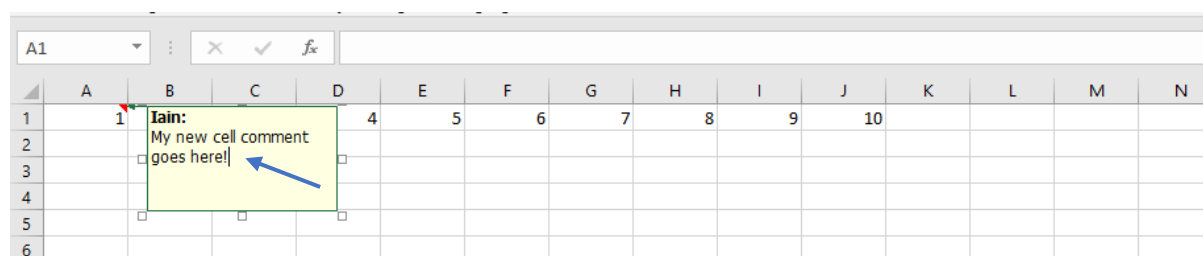 A1 fx
A B C D E F G H I J K L M N
1 1 4 5 6 7 8 9 10
Iain:
My new cell comment
goes here!
2
3
4
5
6